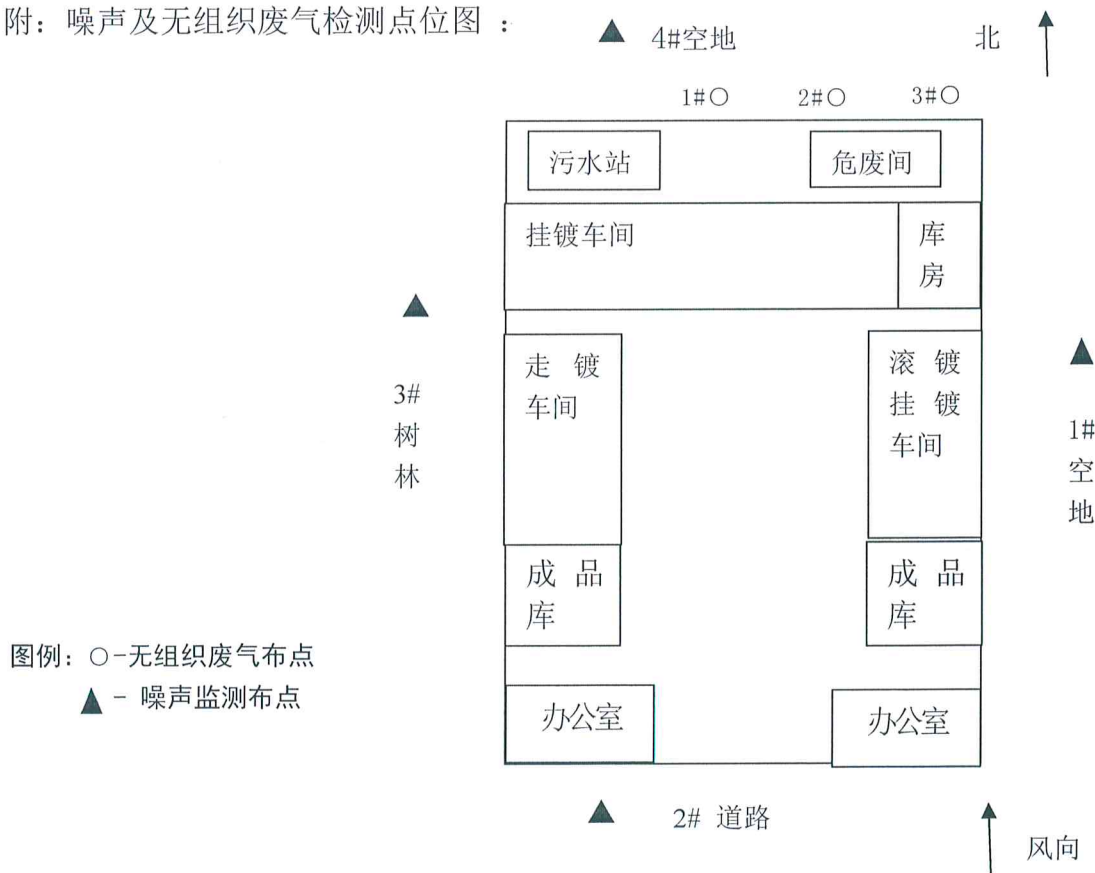 附：噪声及无组织废气检测点位图：
▲ 4#空地
北
1#○ 2#○ 3#○
污水站
危废间
挂镀车间
库
房
走 镀
车间
滚 镀
挂 镀
车间
3#
树
林
1#
空
地
成 品
库
成 品
库
图例：○-无组织废气布点
▲ - 噪声监测布点
办公室
办公室
▲ 2# 道路
风向